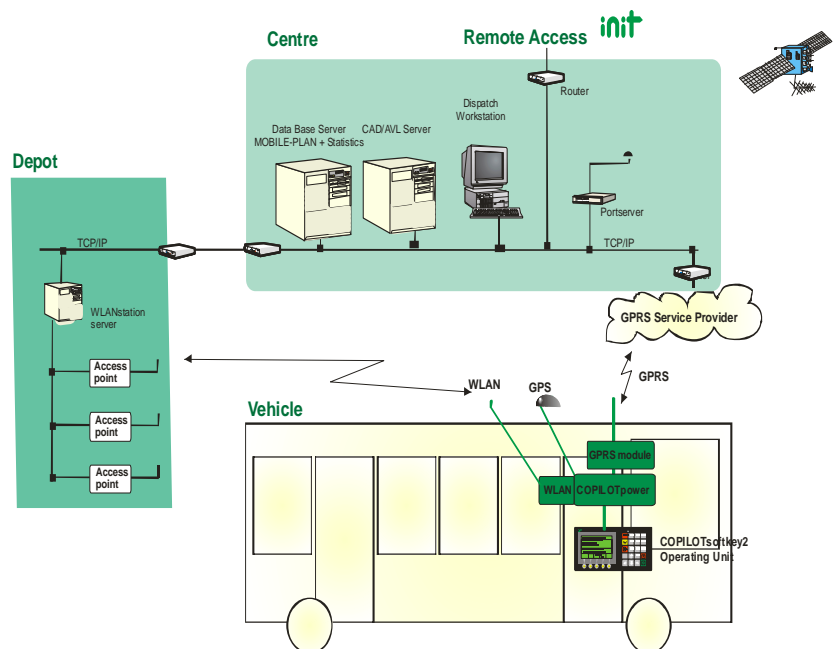 Centre
Remote Access
init
Router
Dispatch
Workstation
Data Base Server
MOBILE-PLAN + Statistics
CAD/AVL Server
Depot
Portserver
TCP/IP
TCP/IP
WLANstation
server
GPRS Service Provider
Access
point
Access
point
Access
point
WLAN
GPS
GPRS
Vehicle
GPRS module
WLAN
COPILOTpower
COPILOTsoftkey2
Operating Unit